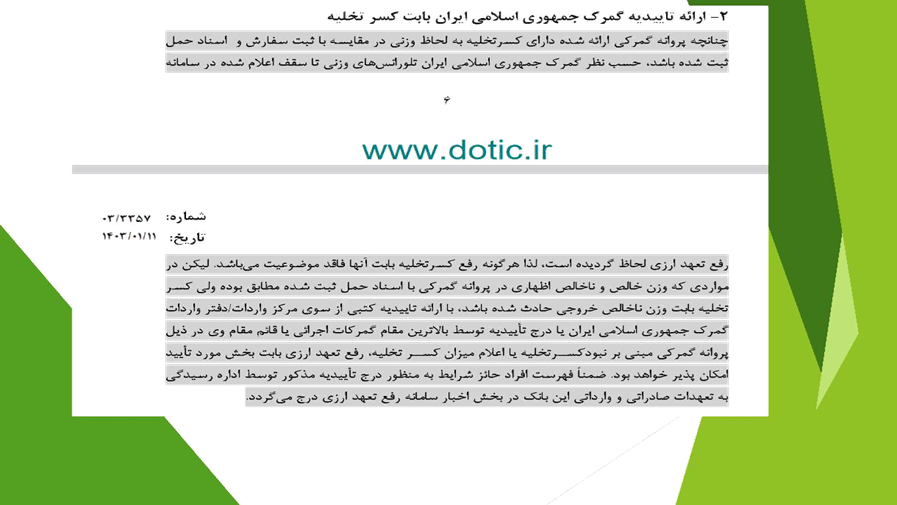 ۲- ارائه تاییدیه گمرک جمهوری اسلامی ایران بابت کسر تخلیه
چنانچه پروانه گمرکی ارائه شده دارای کسرتخلیه به لحاظ وزنی در مقایسه با ثبت سفارش و اسناد حمل
ثبت شده باشد، حسب نظر گمرک جمهوری اسلامی ایران تلورانس‌های وزنی تا سقف اعلام شده در سامانه
۶
www.dotic.ir
شماره: ۰۳/۳۳۵۷
تاریخ: ۱۴۰۳/۰۱/۱۱
رفع تعهد ارزی لحاظ گردیده است، لذا هرگونه رفع کسرتخلیه بابت آنها فاقد موضوعیت می‌باشد. لیکن در
مواردی که وزن خالص و ناخالص اظهاری در پروانه گمرکی با اسناد حمل ثبت شده مطابق بوده ولی کسر
تخلیه بابت وزن ناخالص خروجی حادث شده باشد، با ارائه تاییدیه کتبی از سوی مرکز واردات/دفتر واردات
گمرک جمهوری اسلامی ایران یا درج تأییدیه توسط بالاترین مقام گمرکات اجرائی یا قائم مقام وی در ذیل
پروانه گمرکی مبنی بر نبودکسرتخلیه یا اعلام میزان کسر تخلیه، رفع تعهد ارزی بابت بخش مورد تأیید
امکان پذیر خواهد بود. ضمناً فهرست افراد حائز شرایط به منظور درج تأییدیه مذکور توسط اداره رسیدگی
به تعهدات صادراتی و وارداتی این بانک در بخش اخبار سامانه رفع تعهد ارزی درج می‌گردد.